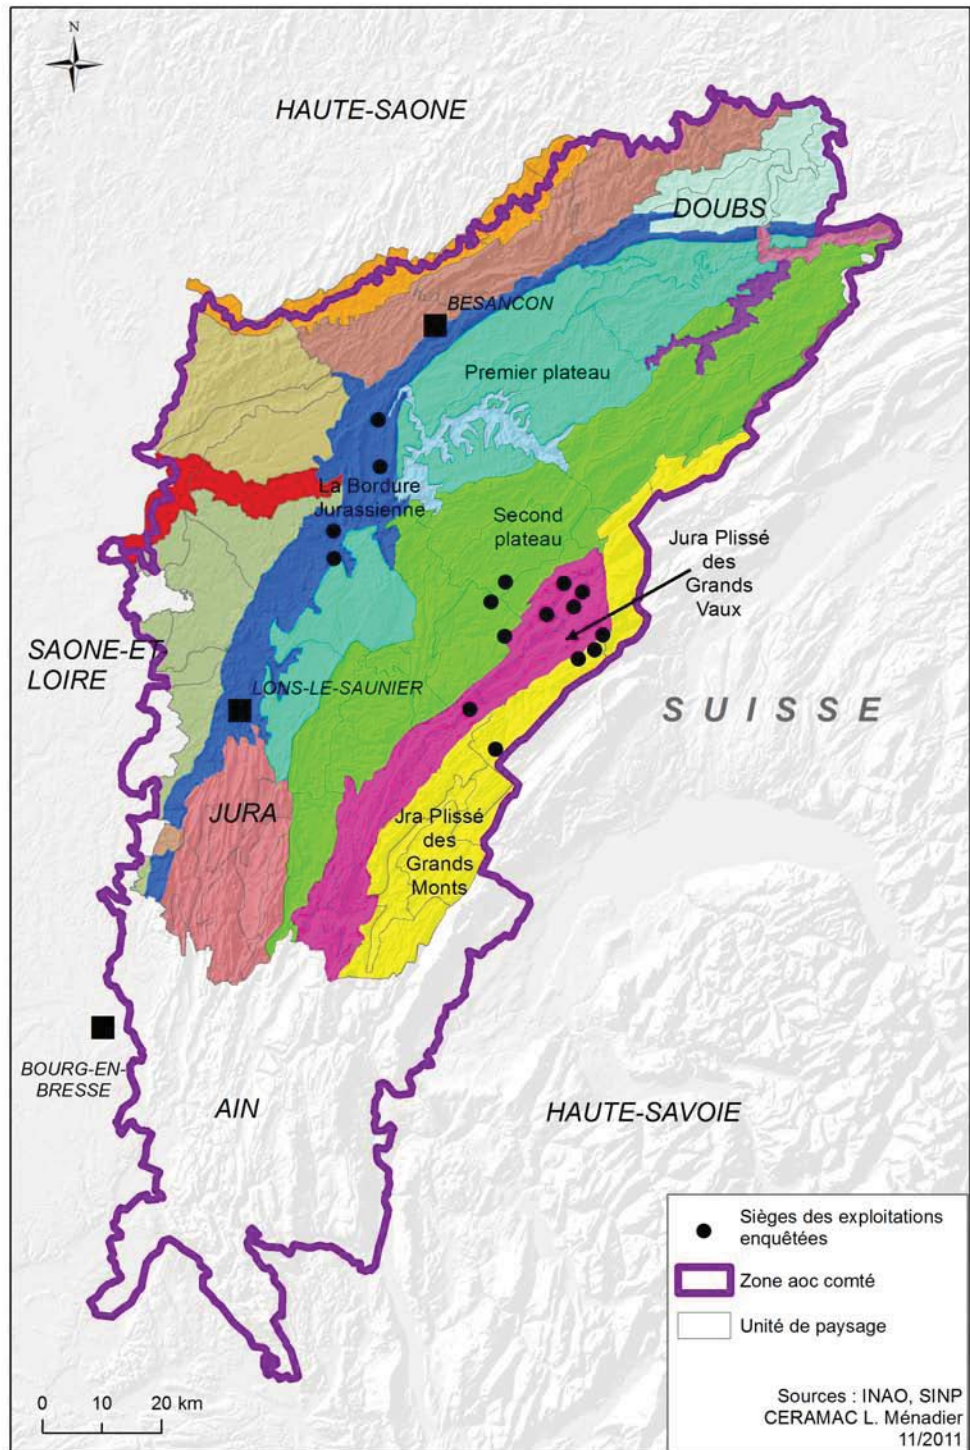 N
HAUTE-SAONE
DOUBS
BESANCON
Premier plateau
La Bordure
Jurassienne
Second
plateau
Jura Plissé
des
Grands
Vaux
SAONE-ET-
LOIRE
LONS-LE-SAUNIER
SUISSE
JURA
Jra Plissé
des
Grands
Monts
BOURG-EN-
BRESSE
AIN
HAUTE-SAVOIE
Sièges des exploitations
enquêtées
Zone aoc comté
Unité de paysage
0 10 20 km
Sources : INAO, SINP
CERAMAC L. Ménadier
11/2011